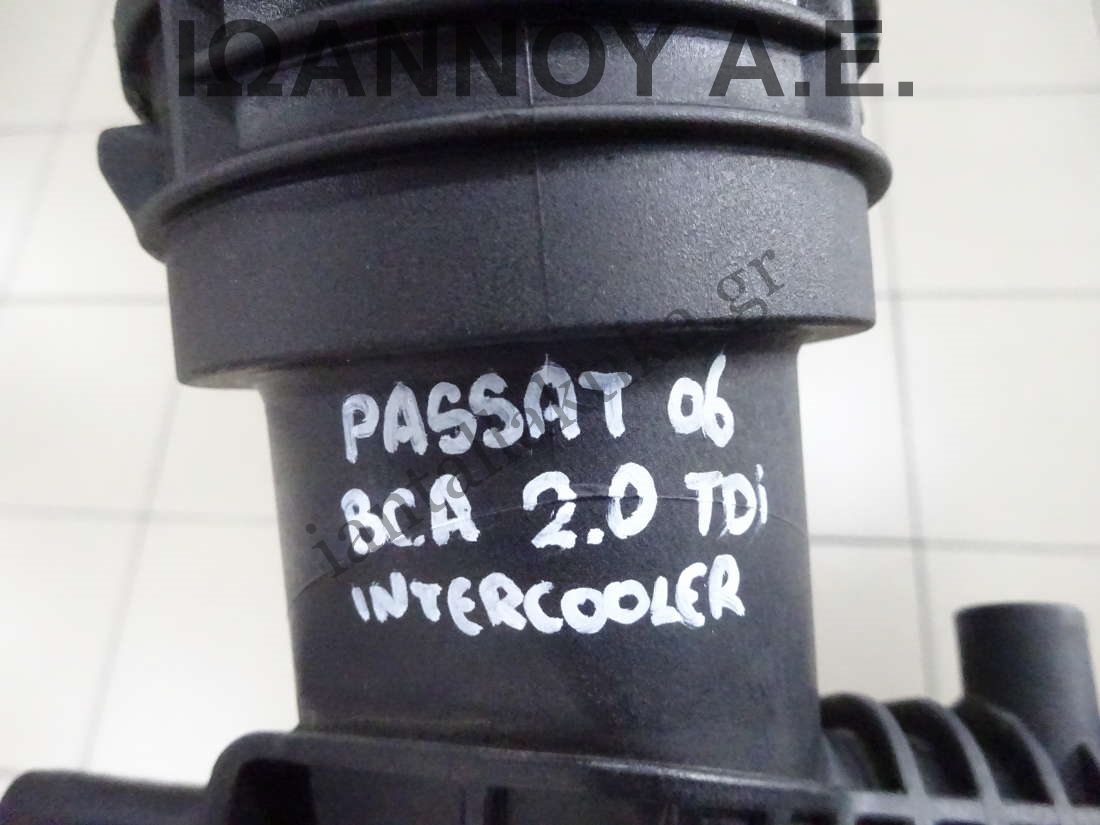 ΙΩΑΝΝΟΥ Α.Ε.
PASSAT 06
BCA 2.0 TDi
INTERCOOLER